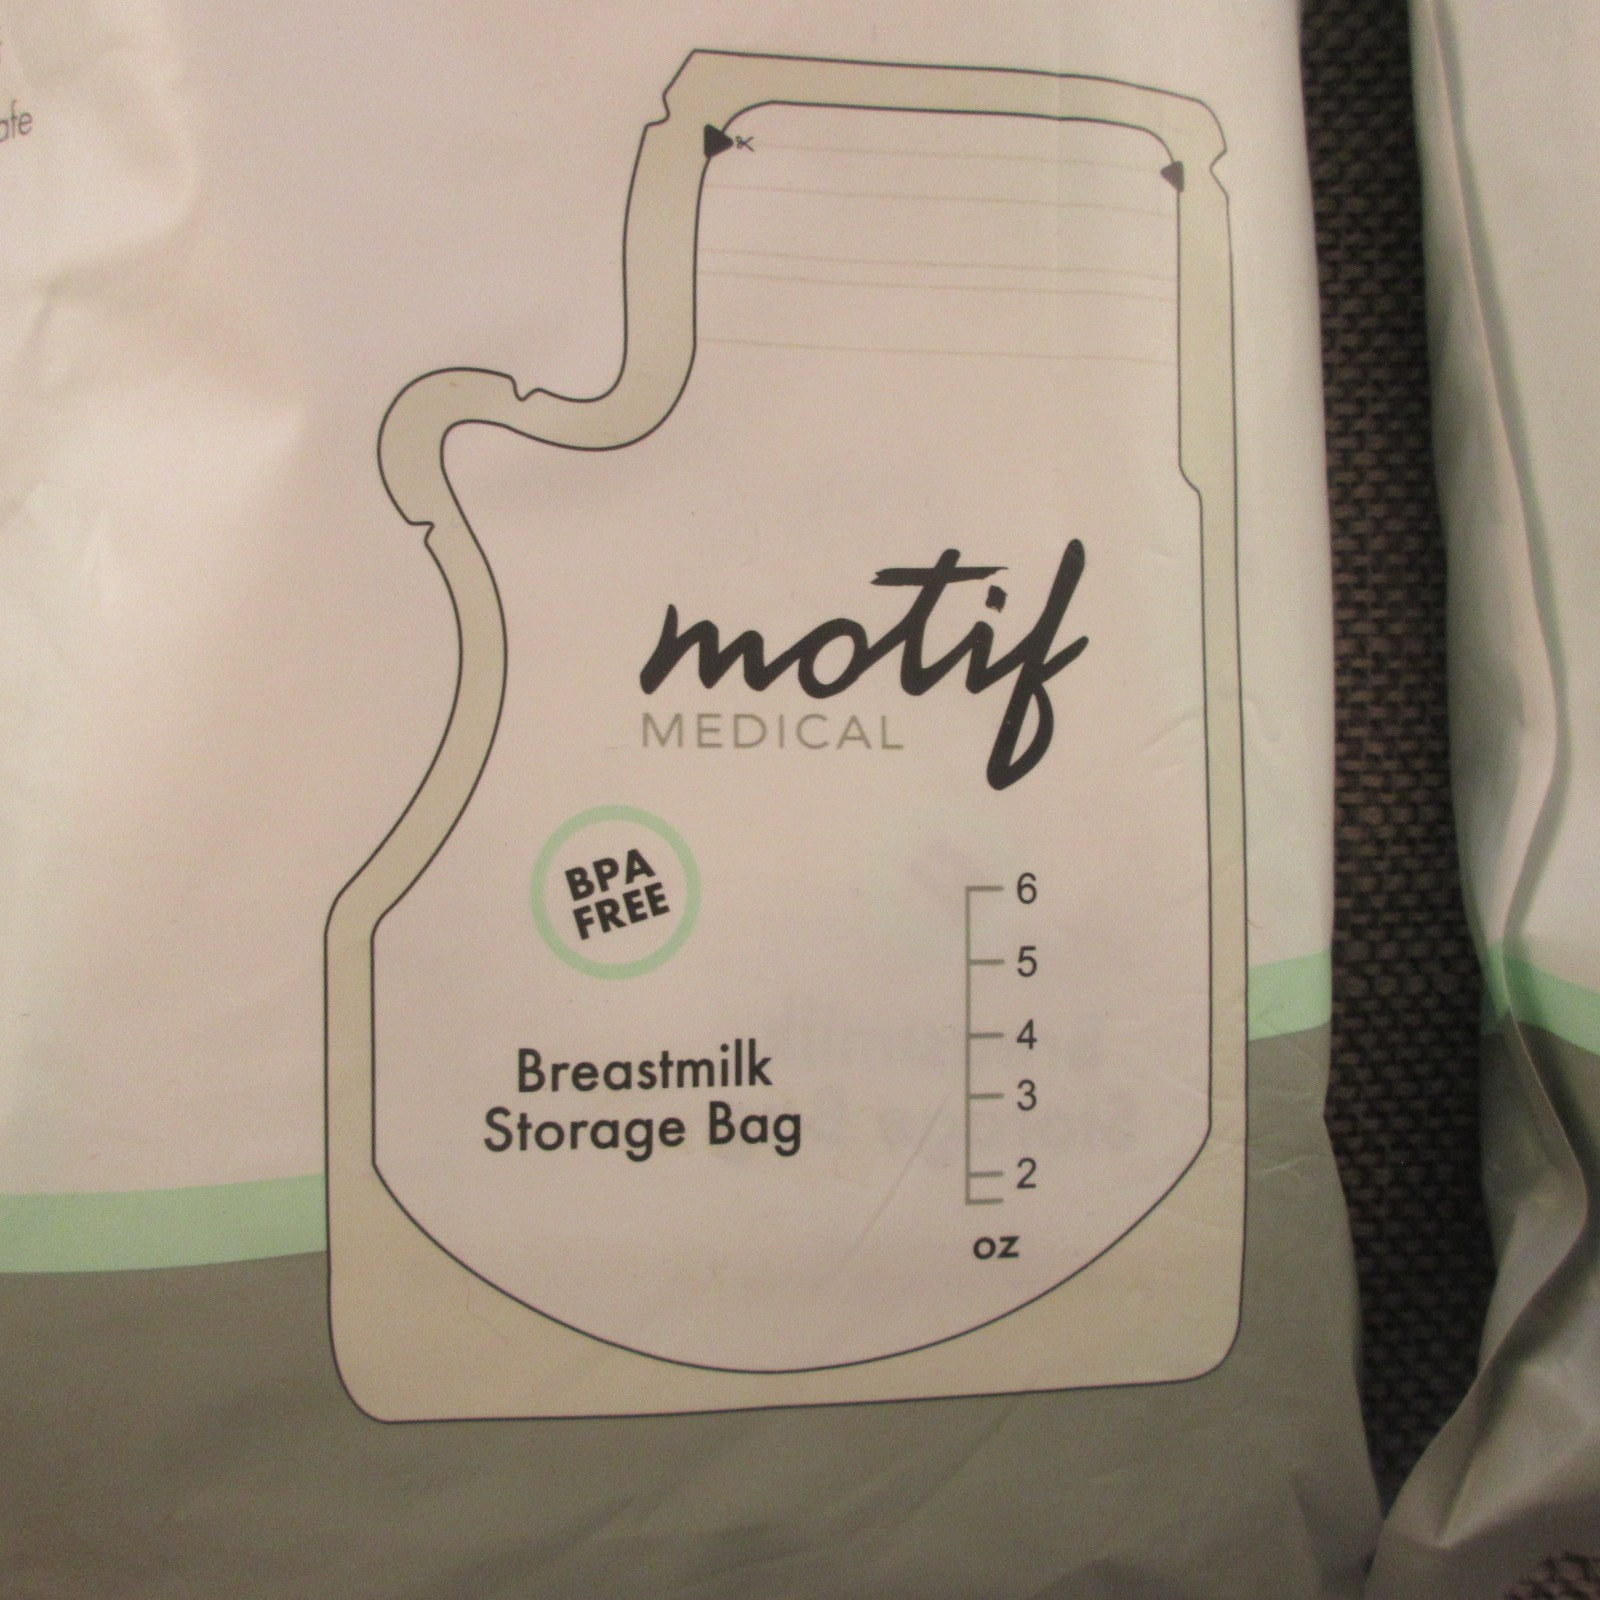 motif
MEDICAL
BPA
FREE
Breastmilk
Storage Bag
6
5
4
3
2
oz